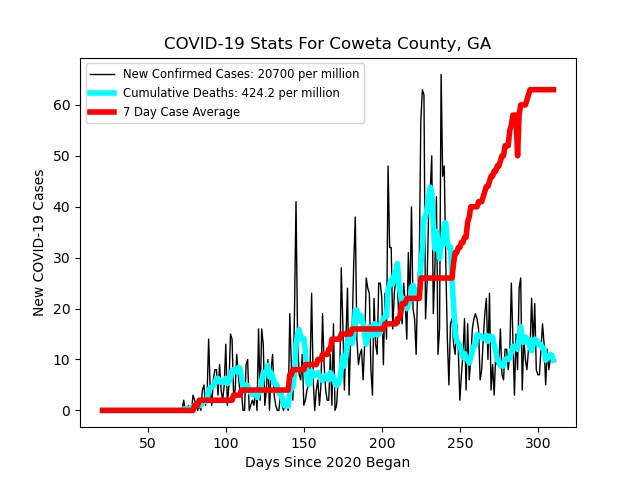 COVID-19 Stats For Coweta County, GA
New Confirmed Cases: 20700 per million
Cumulative Deaths: 424.2 per million
7 Day Case Average
60
50
40
30
20
10
0
New COVID-19 Cases
50 100 150 200 250 300
Days Since 2020 Began